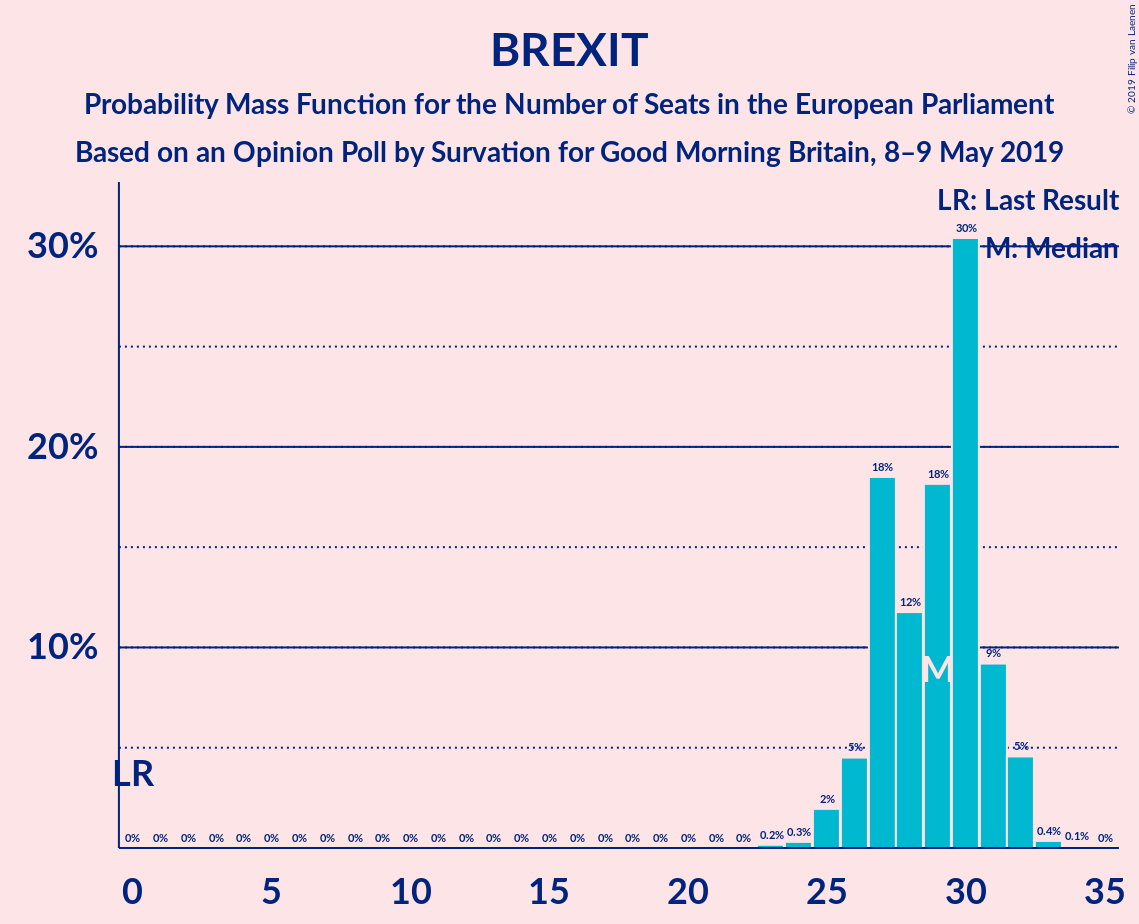 BREXIT
Probability Mass Function for the Number of Seats in the European Parliament
Based on an Opinion Poll by Survation for Good Morning Britain, 8–9 May 2019
© 2019 Filip van Laenen
LR: Last Result
M: Median
30%
20%
10%
30%
18%
18%
12%
9%
5%
5%
2%
0% 0% 0% 0% 0% 0% 0% 0% 0% 0% 0% 0% 0% 0% 0% 0% 0% 0% 0% 0% 0% 0% 0% 0.2% 0.3% 0.4% 0.1% 0%
M
LR
0 5 10 15 20 25 30 35